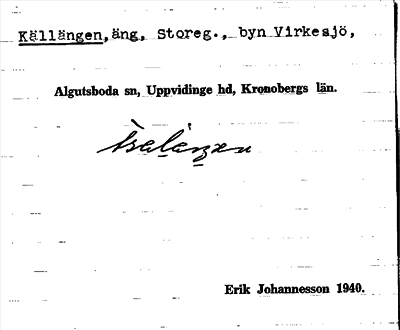 Källängen, äng, Storeg., byn Virkesjö,
Algutsboda sn, Uppvidinge hd, Kronobergs län.
Erik Johannesson 1940.